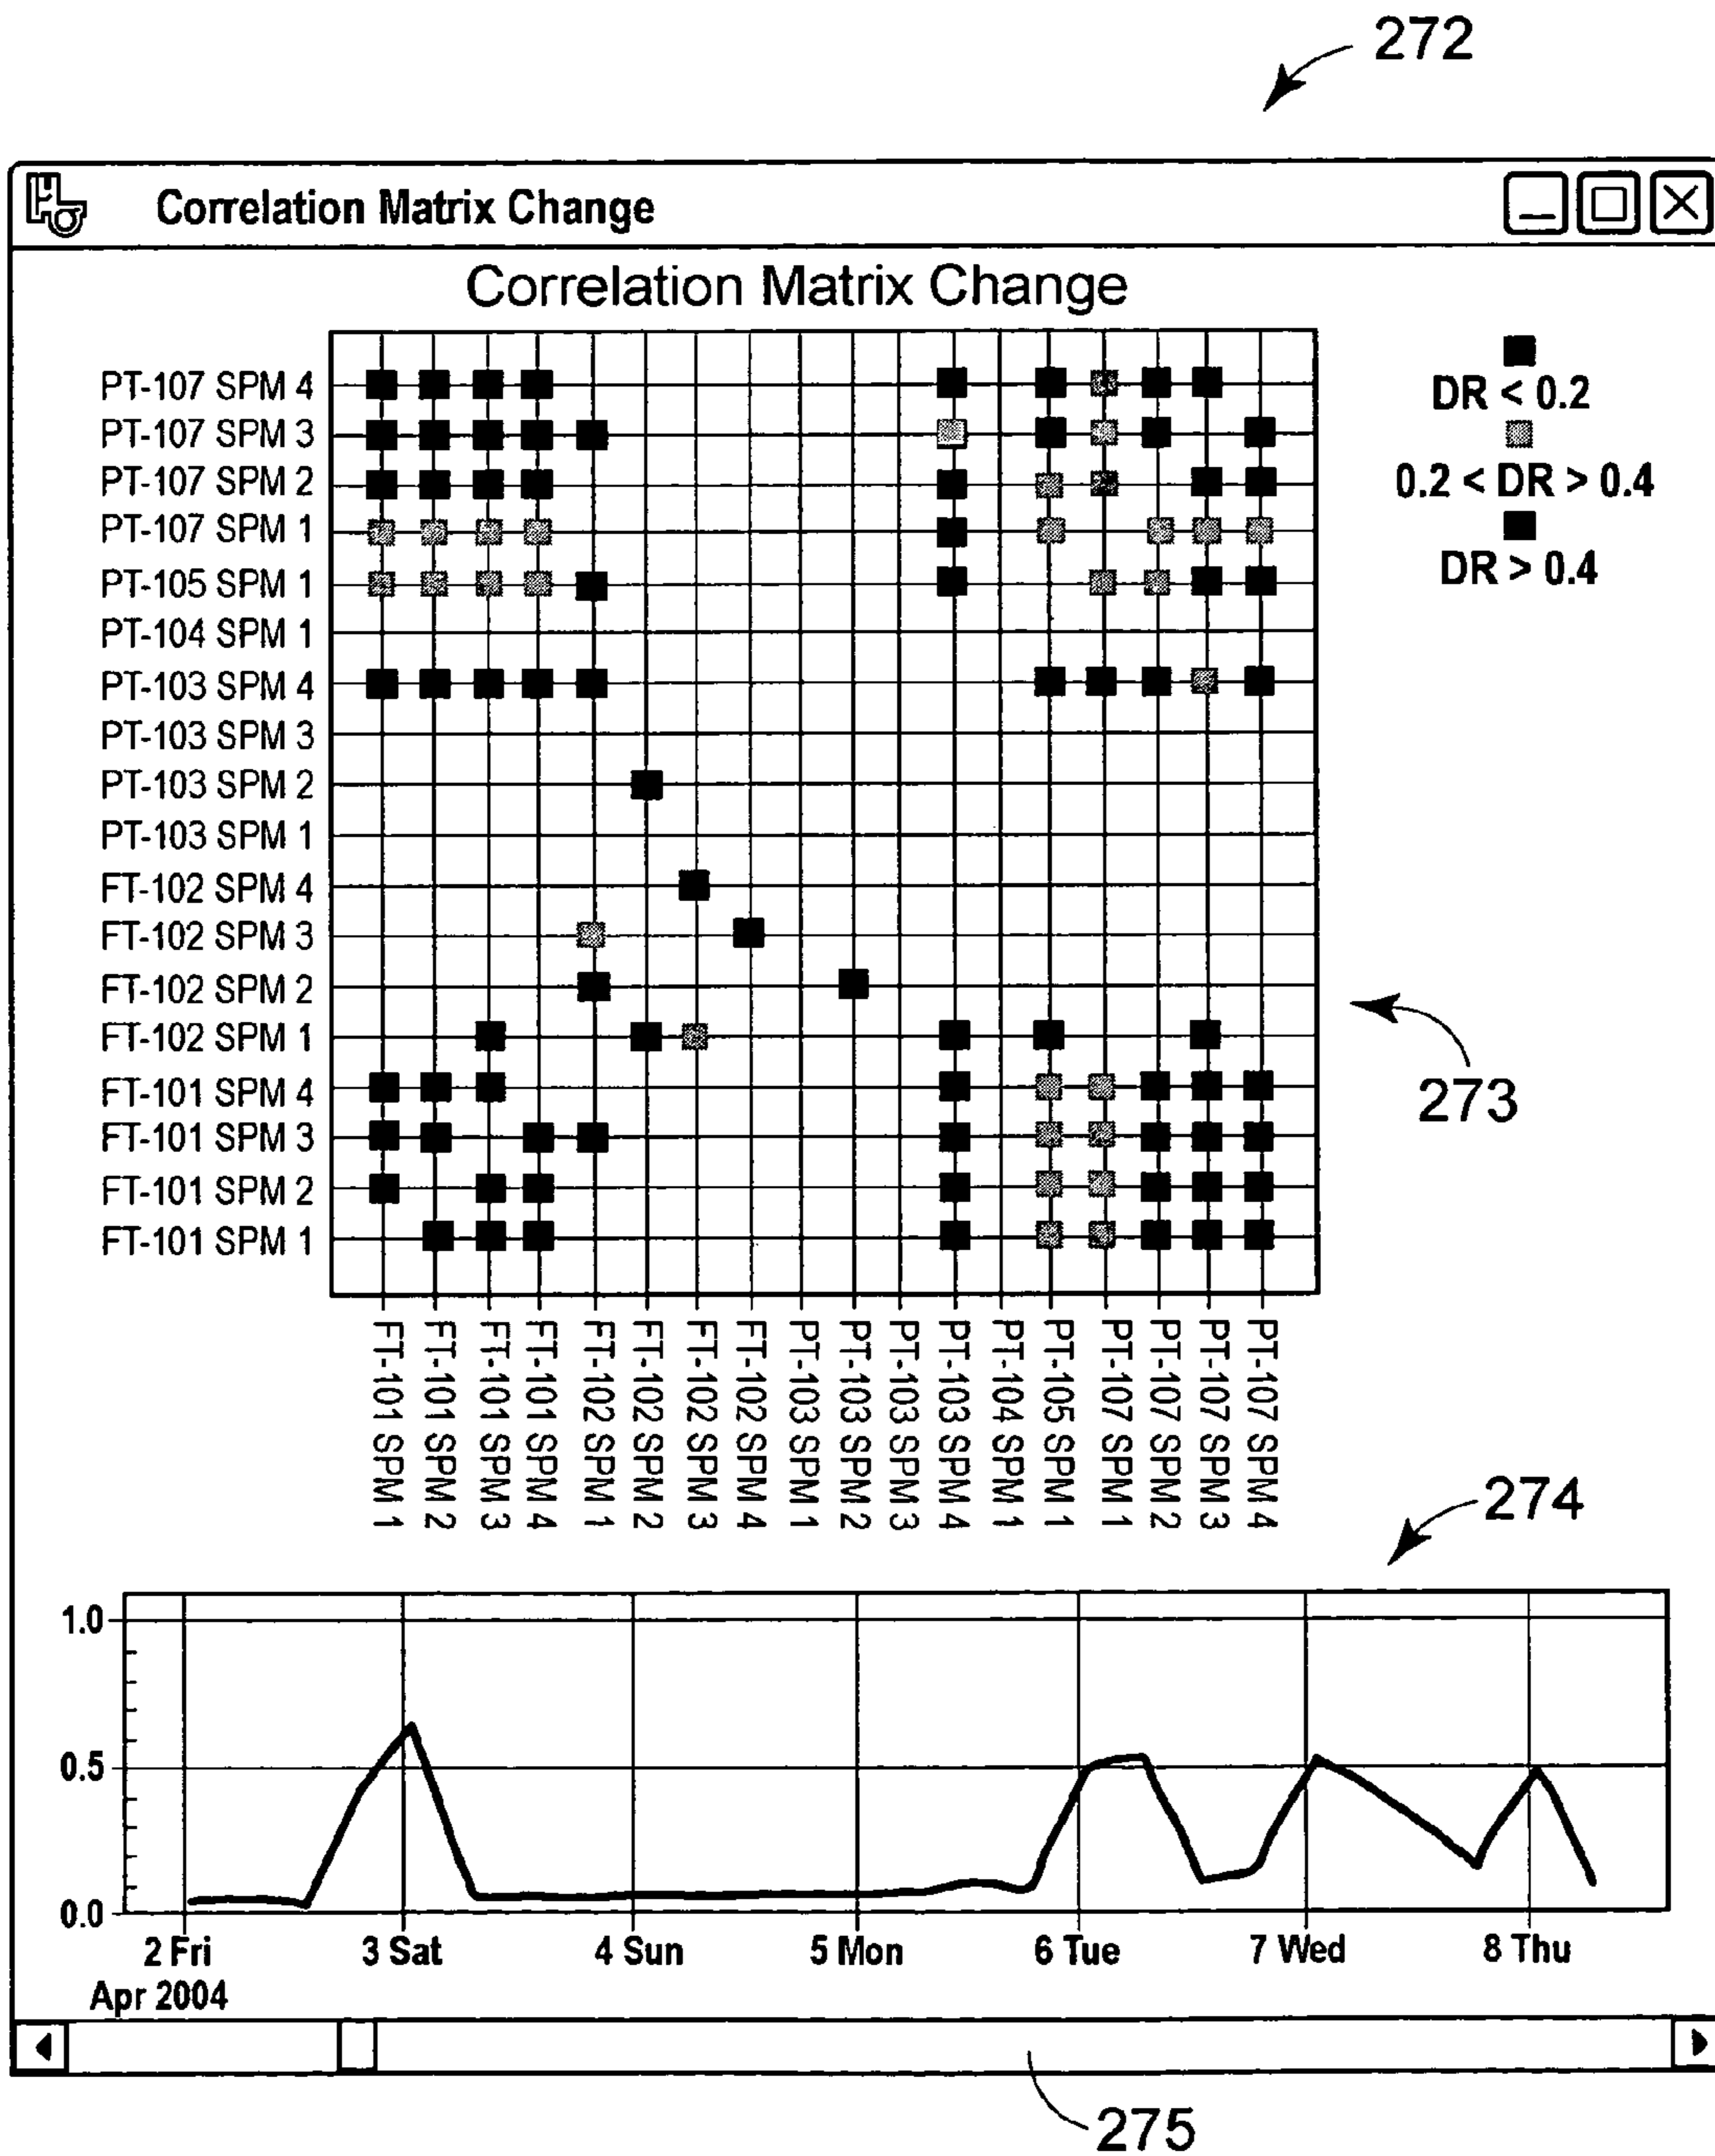 272
Correlation Matrix Change
Correlation Matrix Change
PT-107 SPM 4
PT-107 SPM 3
PT-107 SPM 2
PT-107 SPM 1
PT-105 SPM 1
PT-104 SPM 1
PT-103 SPM 4
PT-103 SPM 3
PT-103 SPM 2
PT-103 SPM 1
FT-102 SPM 4
FT-102 SPM 3
FT-102 SPM 2
FT-102 SPM 1
FT-101 SPM 4
FT-101 SPM 3
FT-101 SPM 2
FT-101 SPM 1
DR < 0.2
0.2 < DR > 0.4
DR > 0.4
273
FT-101 SPM 1
FT-101 SPM 2
FT-101 SPM 3
FT-101 SPM 4
FT-102 SPM 1
FT-102 SPM 2
FT-102 SPM 3
FT-102 SPM 4
PT-103 SPM 1
PT-103 SPM 2
PT-103 SPM 3
PT-103 SPM 4
PT-104 SPM 1
PT-105 SPM 1
PT-107 SPM 1
PT-107 SPM 2
PT-107 SPM 3
PT-107 SPM 4
274
1.0
0.5
0.0
2 Fri 3 Sat 4 Sun 5 Mon 6 Tue 7 Wed 8 Thu
Apr 2004
275